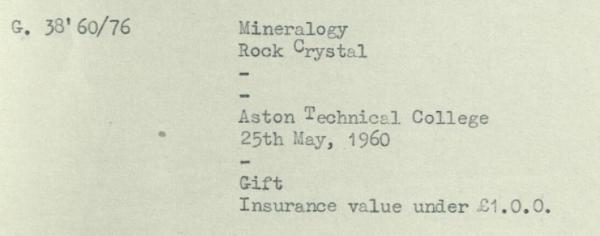 G. 38'60/76 Mineralogy
Rock Crystal
-
-
Aston Technical College
25th May, 1960
-
Gift
Insurance value under £1.0.0.